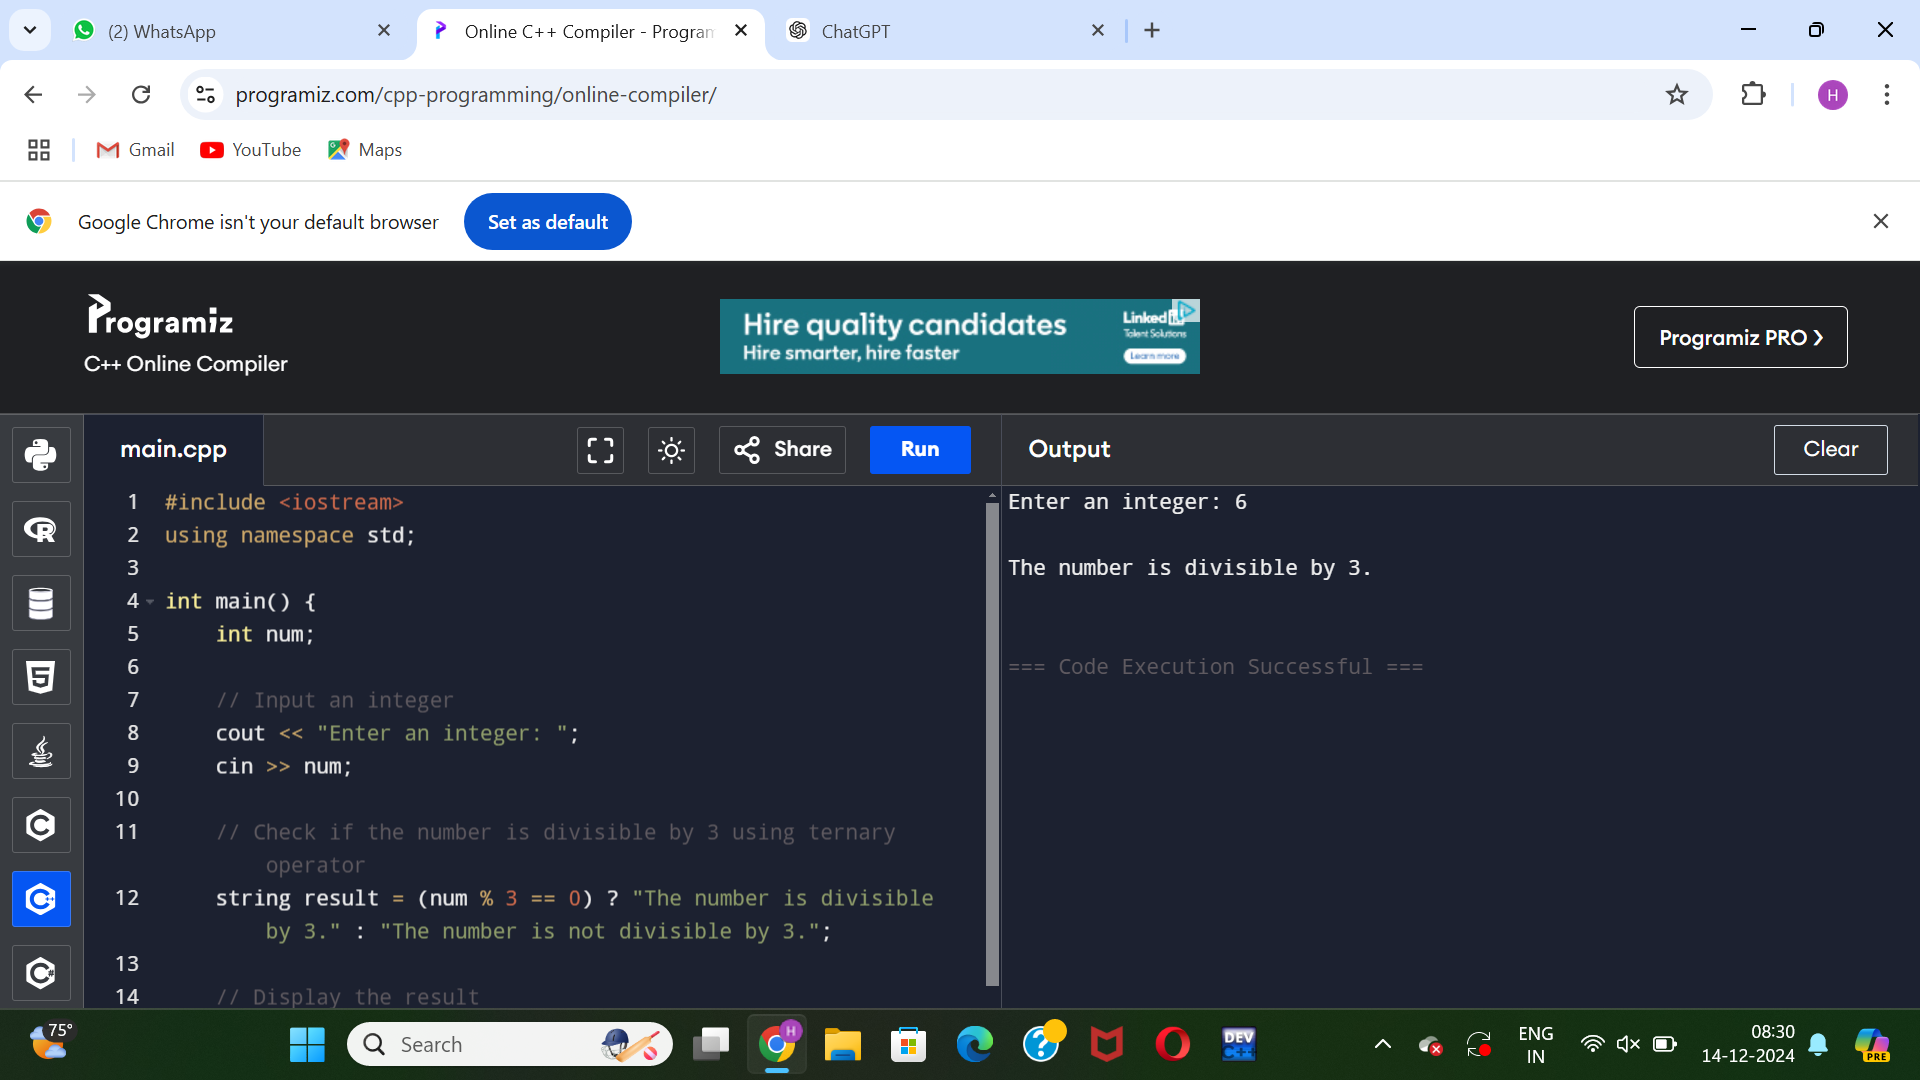 (2) WhatsApp
Online C++ Compiler - Program
ChatGPT
programiz.com/cpp-programming/online-compiler/
H
Gmail
YouTube
Maps
Google Chrome isn't your default browser
Set as default
Programiz
C++ Online Compiler
Hire quality candidates
Hire smarter, hire faster
Linked in
Talent Solutions
Learn more
Programiz PRO ❯
main.cpp
Share
Run
Output
Clear
1 #include <iostream>
2 using namespace std;
3
4 int main() {
5 int num;
6
7 // Input an integer
8 cout << "Enter an integer: ";
9 cin >> num;
10
11 // Check if the number is divisible by 3 using ternary
operator
12 string result = (num % 3 == 0) ? "The number is divisible
by 3." : "The number is not divisible by 3.";
13
14 // Display the result
Enter an integer: 6
The number is divisible by 3.
=== Code Execution Successful ===
75°
Search
H
DEV
C++
ENG
IN
08:30
14-12-2024
PRE